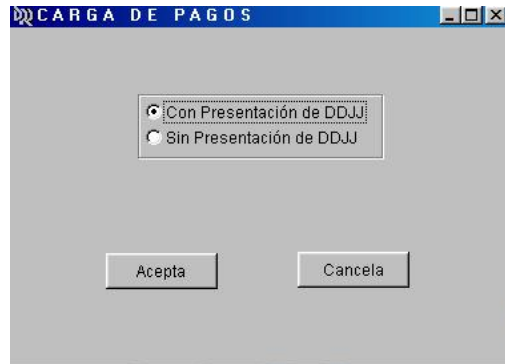 CARGA DE PAGOS
Con Presentación de DDJJ
Sin Presentación de DDJJ
Acepta
Cancela